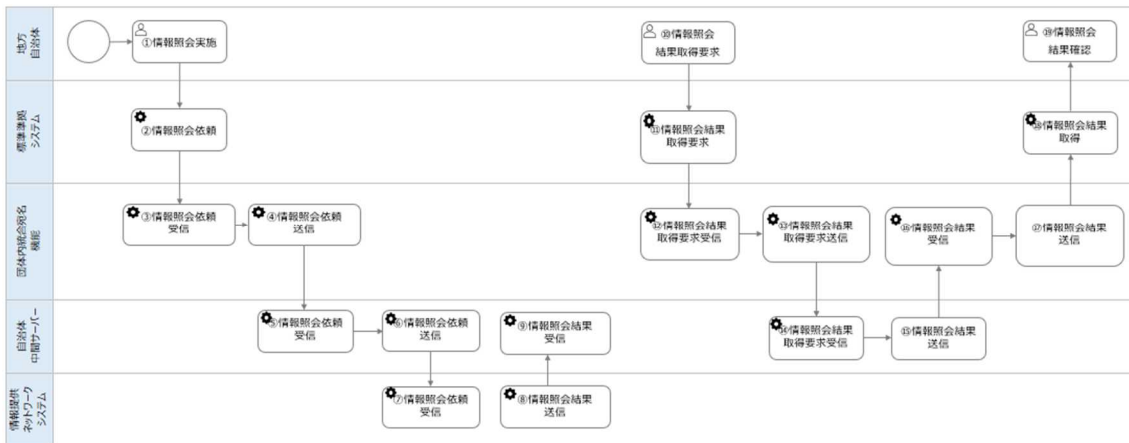 地方
自治体
①情報照会実施
⑩情報照会
結果取得要求
⑲情報照会
結果確認
標準準拠
システム
②情報照会依頼
⑪情報照会結果
取得要求
⑱情報照会結果
取得
団体内統合宛名
機能
③情報照会依頼
受信
④情報照会依頼
送信
⑫情報照会結果
取得要求受信
⑬情報照会結果
取得要求送信
⑯情報照会結果
受信
⑰情報照会結果
送信
自治体
中間サーバー
⑤情報照会依頼
受信
⑥情報照会依頼
送信
⑨情報照会結果
受信
⑭情報照会結果
取得要求受信
⑮情報照会結果
送信
情報提供
ネットワーク
システム
⑦情報照会依頼
受信
⑧情報照会結果
送信